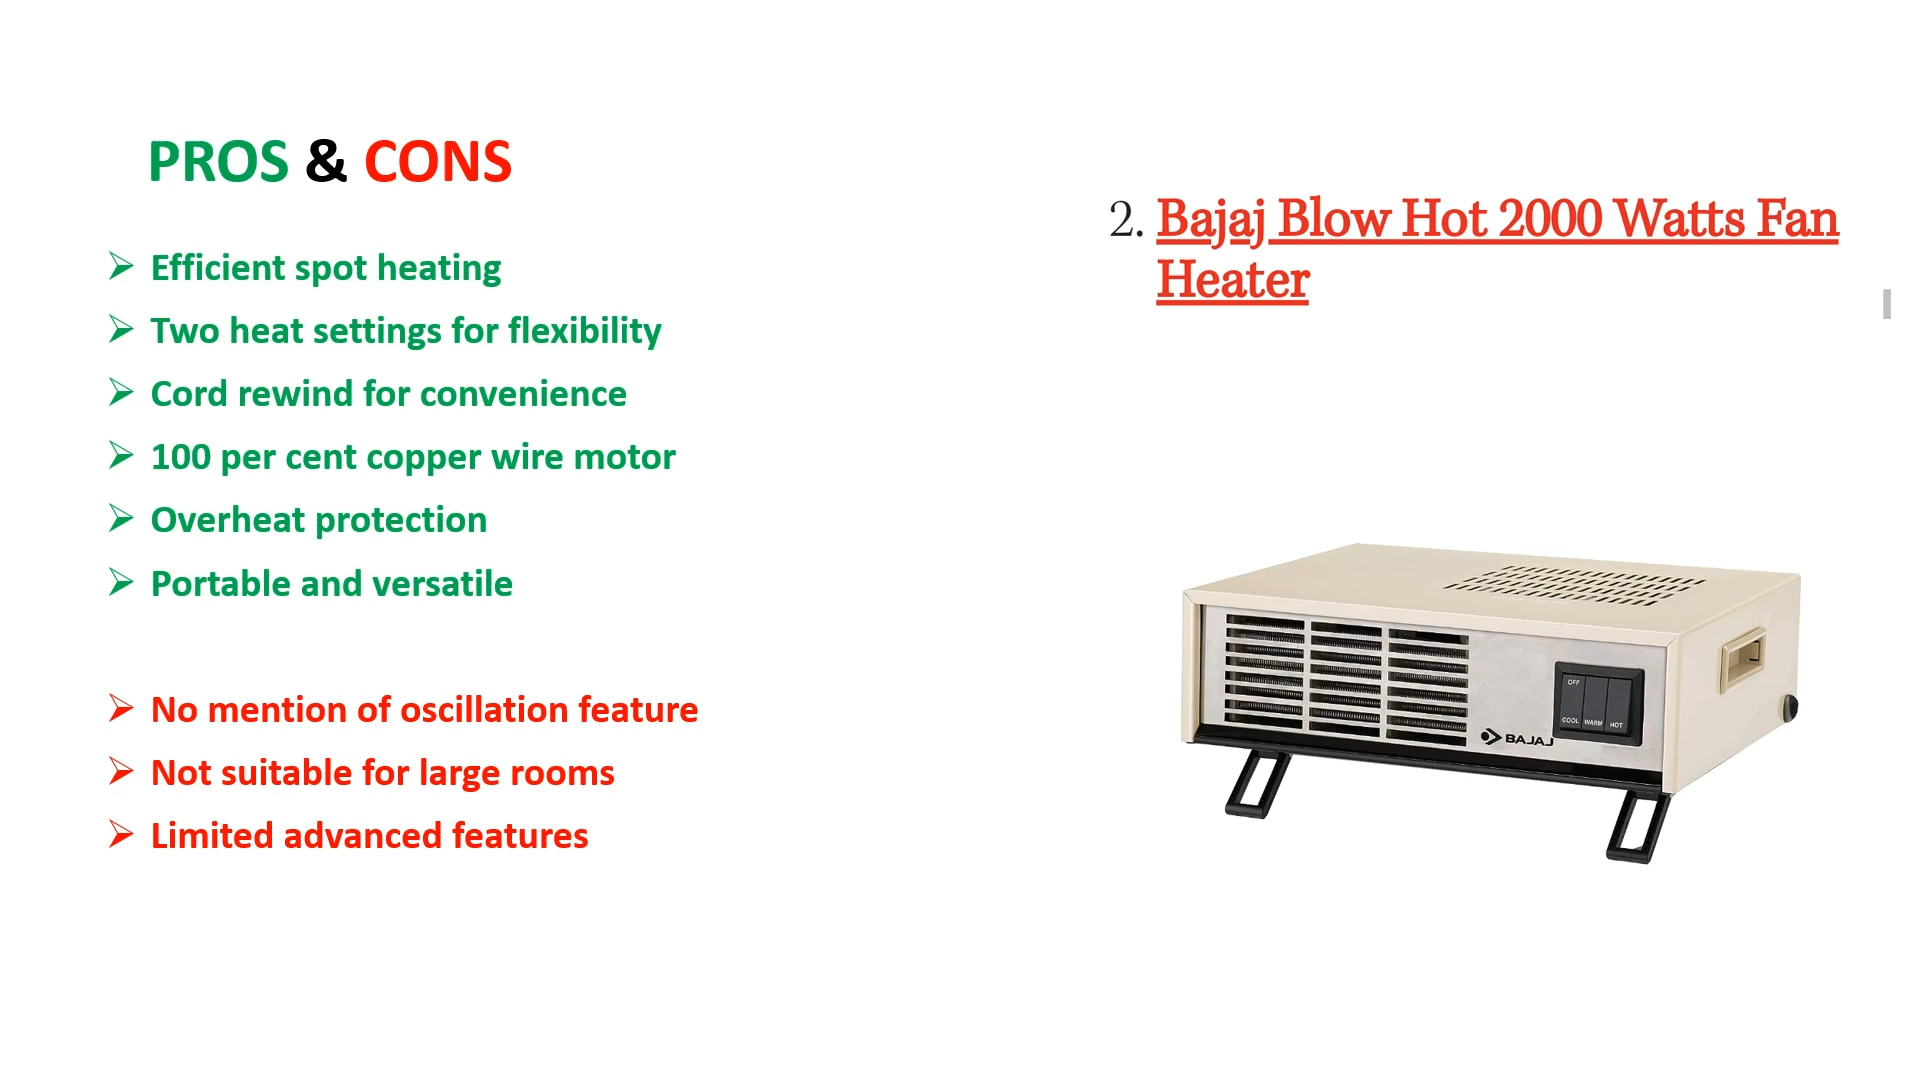 PROS & CONS
Efficient spot heating
Two heat settings for flexibility
Cord rewind for convenience
100 per cent copper wire motor
Overheat protection
Portable and versatile
No mention of oscillation feature
Not suitable for large rooms
Limited advanced features
2. Bajaj Blow Hot 2000 Watts Fan
Heater
OFF
COOL WARM HOT
BAJAJ